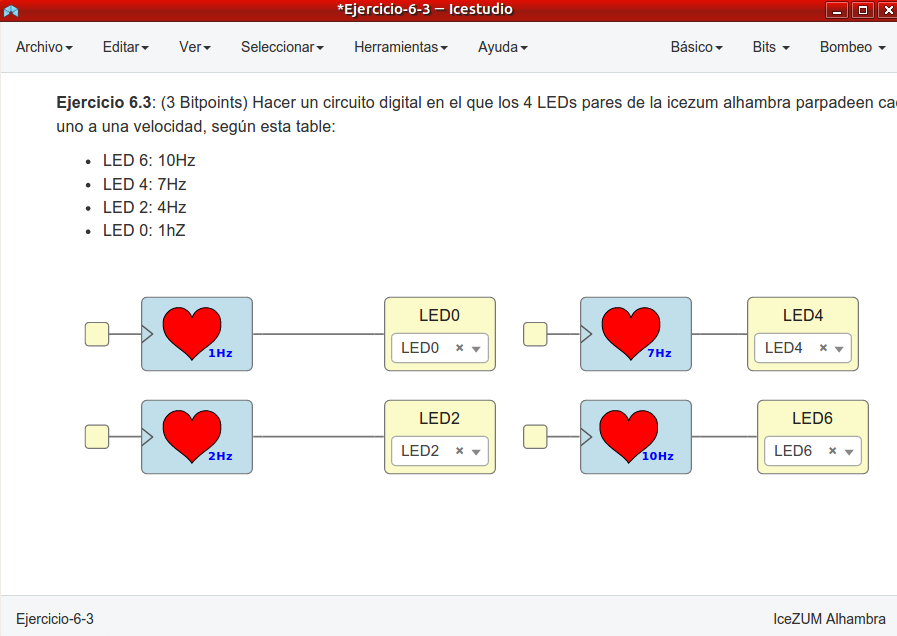 *Ejercicio-6-3 – Icestudio
Archivo Editar Ver Seleccionar Herramientas Ayuda Básico Bits Bombeo
Ejercicio 6.3: (3 Bitpoints) Hacer un circuito digital en el que los 4 LEDs pares de la icezum alhambra parpadeen
uno a una velocidad, según esta table:
• LED 6: 10Hz
• LED 4: 7Hz
• LED 2: 4Hz
• LED 0: 1hZ
1Hz
LED0
LED0
7Hz
LED4
LED4
2Hz
LED2
LED2
10Hz
LED6
LED6
Ejercicio-6-3 IceZUM Alhambra